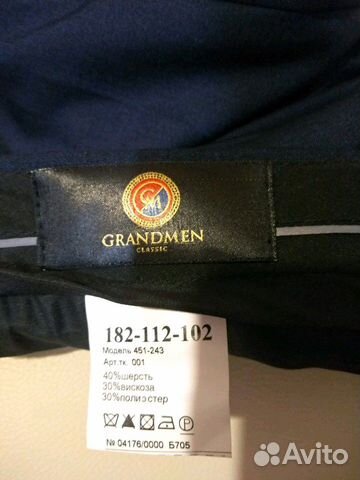 GM
GRANDMEN
CLASSIC
182-112-102
Модель 451-243
Арт.тк. 001
40%шерсть
30%вискоза
30%полиэстер
P
№ 04176/0000 Б705
Avito